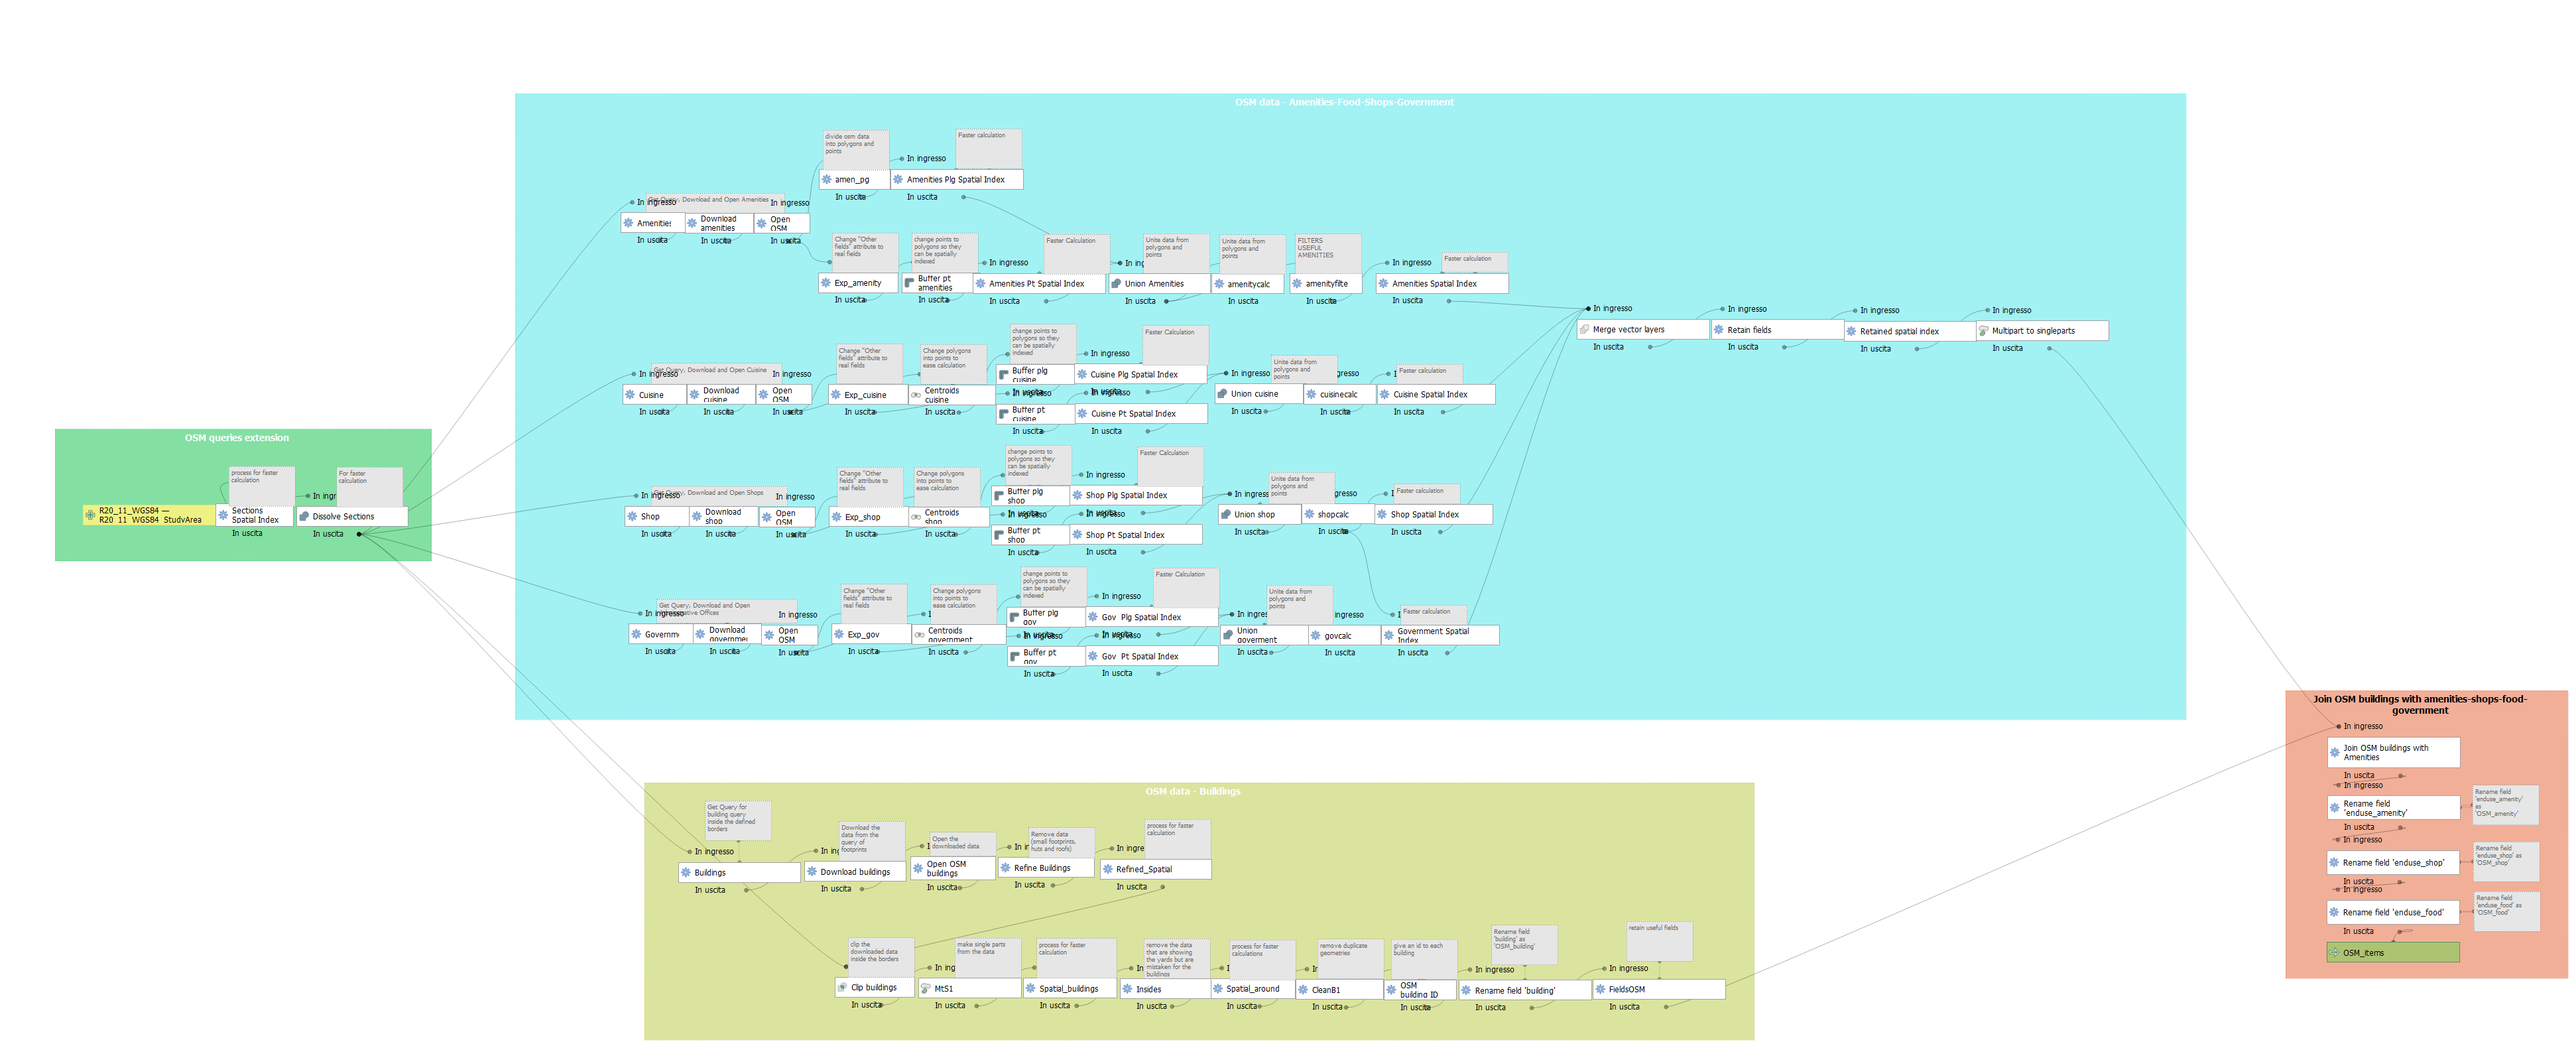 OSM queries extension
process for faster
calculation
For faster
calculation
In ingr
R20_11_WGS84 —
R20_11_WGS84_StudyArea
Sections
Spatial Index
In uscita
Dissolve Sections
In uscita
OSM data - Amenities-Food-Shops-Government
divide osm data
into polygons and
points
In ingresso
Faster calculation
amen_pg
Amenities Plg Spatial Index
In uscita
In uscita
Get Query, Download and Open Amenities
In ingresso
In ingresso
Amenities
Download
amenities
Open
OSM
In uscita
In uscita
In uscita
Change "Other
fields" attribute to
real fields
change points to
polygons so they
can be spatially
indexed
In ingresso
Faster Calculation
In ing
Unite data from
polygons and
points
Unite data from
polygons and
points
FILTERS
USEFUL
AMENITIES
In ingresso
Faster calculation
Exp_amenity
Buffer pt
amenities
Amenities Pt Spatial Index
Union Amenities
amenitycalc
amenityfilte
Amenities Spatial Index
In uscita
In uscita
In uscita
In uscita
In uscita
In uscita
In uscita
In ingresso
In ingresso
In ingresso
In ingresso
Merge vector layers
Retain fields
Retained spatial index
Multipart to singleparts
In uscita
In uscita
In uscita
In uscita
Get Query, Download and Open Cuisine
In ingresso
In ingresso
Change "Other
fields" attribute to
real fields
Change polygons
into points to
ease calculation
change points to
polygons so they
can be spatially
indexed
In ingresso
Faster Calculation
Cuisine
Download
cuisine
Open
OSM
Exp_cuisine
Centroids
cuisine
Buffer plg
cuisine
Cuisine Plg Spatial Index
In uscita
In uscita
In uscita
In uscita
In uscita
In uscita
In ingresso
In uscita
In ingresso
Buffer pt
cuisine
Cuisine Pt Spatial Index
In uscita
In uscita
In ingresso
Unite data from
polygons and
points
gresso
Faster calculation
Union cuisine
cuisinecalc
Cuisine Spatial Index
In uscita
In uscita
In uscita
Get Query, Download and Open Shops
In ingresso
In ingresso
Change "Other
fields" attribute to
real fields
Change polygons
into points to
ease calculation
change points to
polygons so they
can be spatially
indexed
In ingresso
Faster Calculation
Shop
Download
shop
Open
OSM
Exp_shop
Centroids
shop
Buffer plg
shop
Shop Plg Spatial Index
In uscita
In uscita
In uscita
In uscita
In uscita
In uscita
In ingresso
In uscita
In ingresso
Buffer pt
shop
Shop Pt Spatial Index
In uscita
In uscita
In ingress
Unite data from
polygons and
points
gresso
Faster calculation
Union shop
shopcalc
Shop Spatial Index
In uscita
In uscita
In uscita
Get Query, Download and Open
Offices
In ingresso
In ingresso
Change "Other
fields" attribute to
real fields
Change polygons
into points to
ease calculation
change points to
polygons so they
can be spatially
indexed
In ingresso
Faster Calculation
Governm
Download
governmen
Open
OSM
Exp_gov
Centroids
government
Buffer plg
gov
Gov Plg Spatial Index
In uscita
In uscita
In uscita
In uscita
In uscita
In uscita
In ingresso
In uscita
In ingresso
Buffer pt
gov
Gov Pt Spatial Index
In uscita
In uscita
In ingres
Unite data from
polygons and
points
ingresso
Faster calculation
Union
goverment
govcalc
Government Spatial
Index
In uscita
In uscita
In uscita
OSM data - Buildings
Get Query for
building query
inside the defined
borders
In ingresso
Download the
data from the
query of
footprints
In ing
Open the
downloaded data
Remove data
(small footprints,
huts and roofs)
In ir
process for faster
calculation
In ingre
Buildings
Download buildings
Open OSM
buildings
Refine Buildings
Refined_Spatial
In uscita
In uscita
In uscita
In uscita
In uscita
clip the
downloaded data
inside the borders
make single parts
from the data
In ing
process for faster
calculation
remove the data
that are showing
the yards but are
mistaken for the
buildings
process for faster
calculations
remove duplicate
geometries
give an id to each
building
Rename field
'building' as
'OSM_building'
In ingresso
retain useful fields
In ingresso
Clip buildings
MtS1
Spatial_buildings
Insides
Spatial_around
CleanB1
OSM
building ID
Rename field 'building'
FieldsOSM
In uscita
In uscita
In uscita
In uscita
In uscita
In uscita
In uscita
In uscita
In uscita
Join OSM buildings with amenities-shops-food-
government
In ingresso
Join OSM buildings with
Amenities
In uscita
In ingresso
Rename field
'enduse_amenity'
Rename field
'enduse_amenity'
as
'OSM_amenity'
In uscita
In ingresso
Rename field 'enduse_shop'
Rename field
'enduse_shop' as
'OSM_shop'
In uscita
In ingresso
Rename field 'enduse_food'
Rename field
'enduse_food' as
'OSM_food'
In uscita
OSM_items